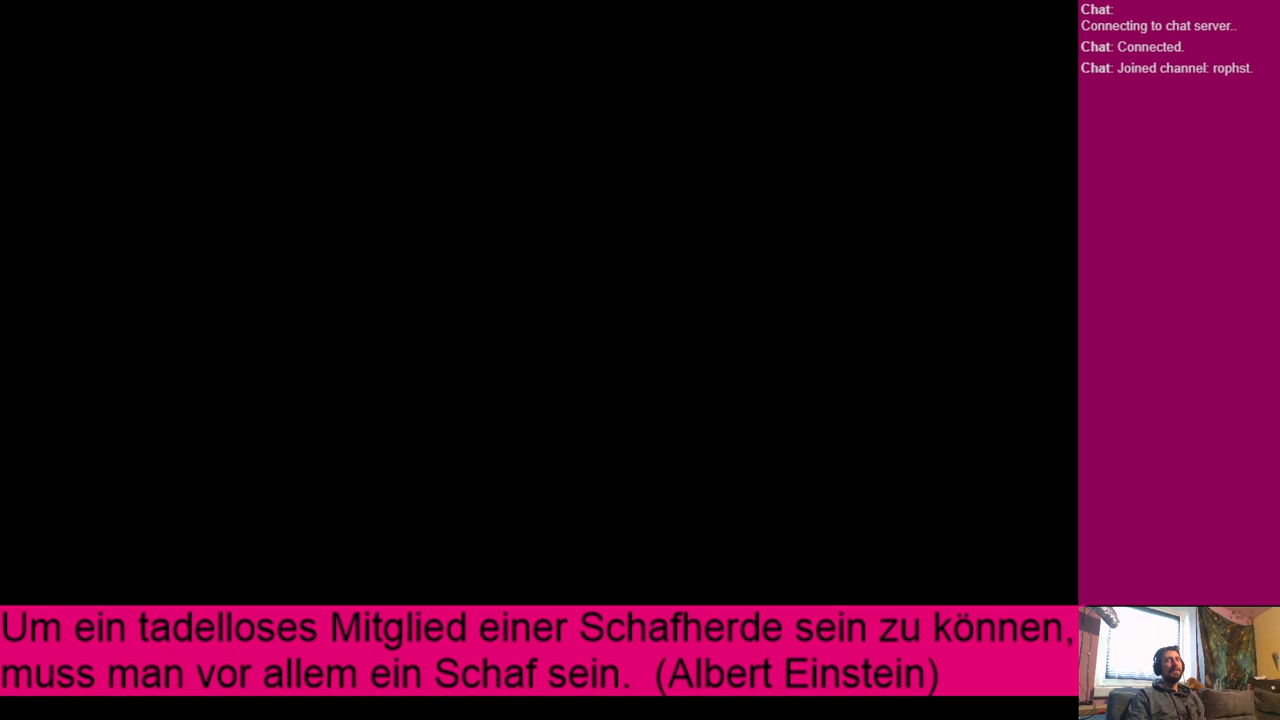 Chat:
Connecting to chat server..
Chat: Connected.
Chat: Joined channel: rophst.
Um ein tadelloses Mitglied einer Schafherde sein zu können,
muss man vor allem ein Schaf sein. (Albert Einstein)